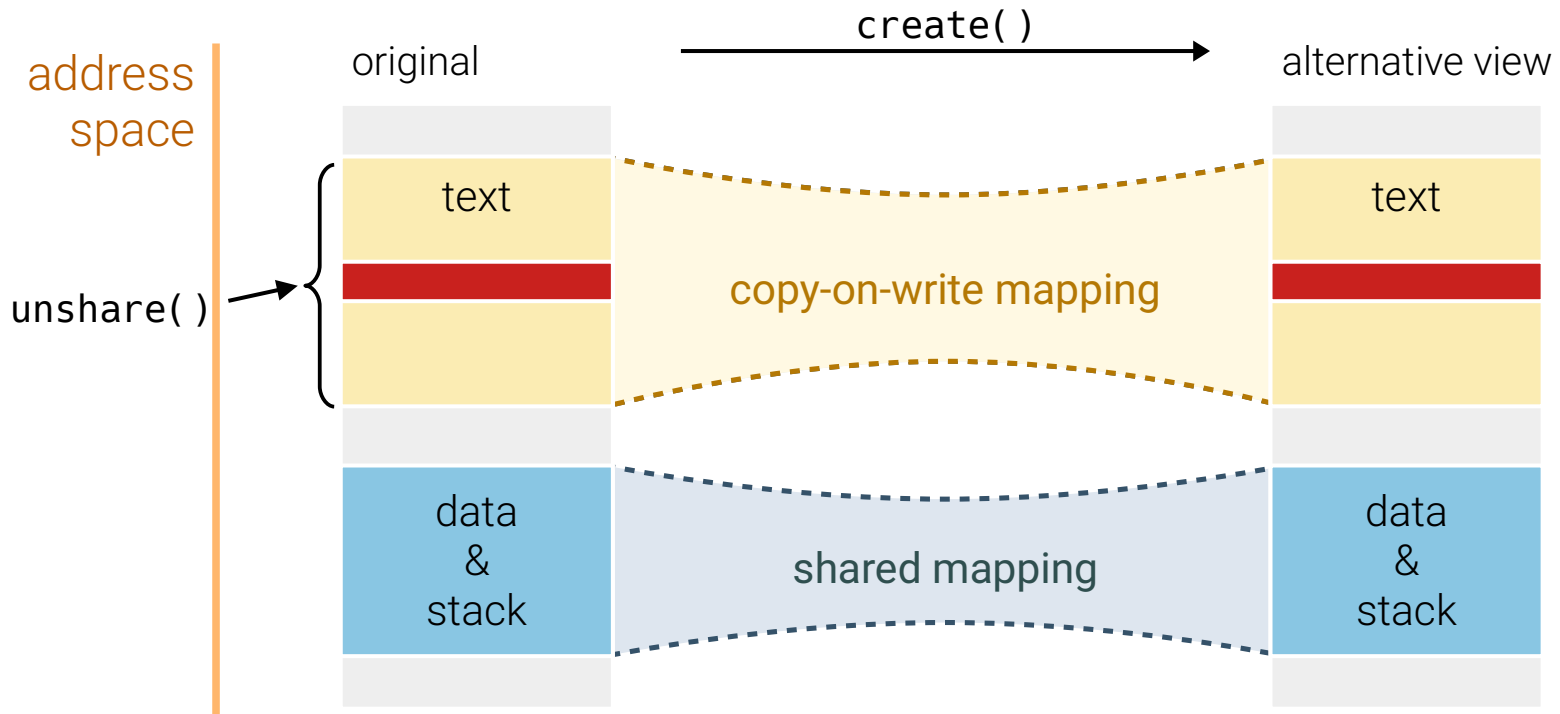 create()
address
space
original
alternative view
text
text
copy-on-write mapping
unshare()
data
&
stack
shared mapping
data
&
stack